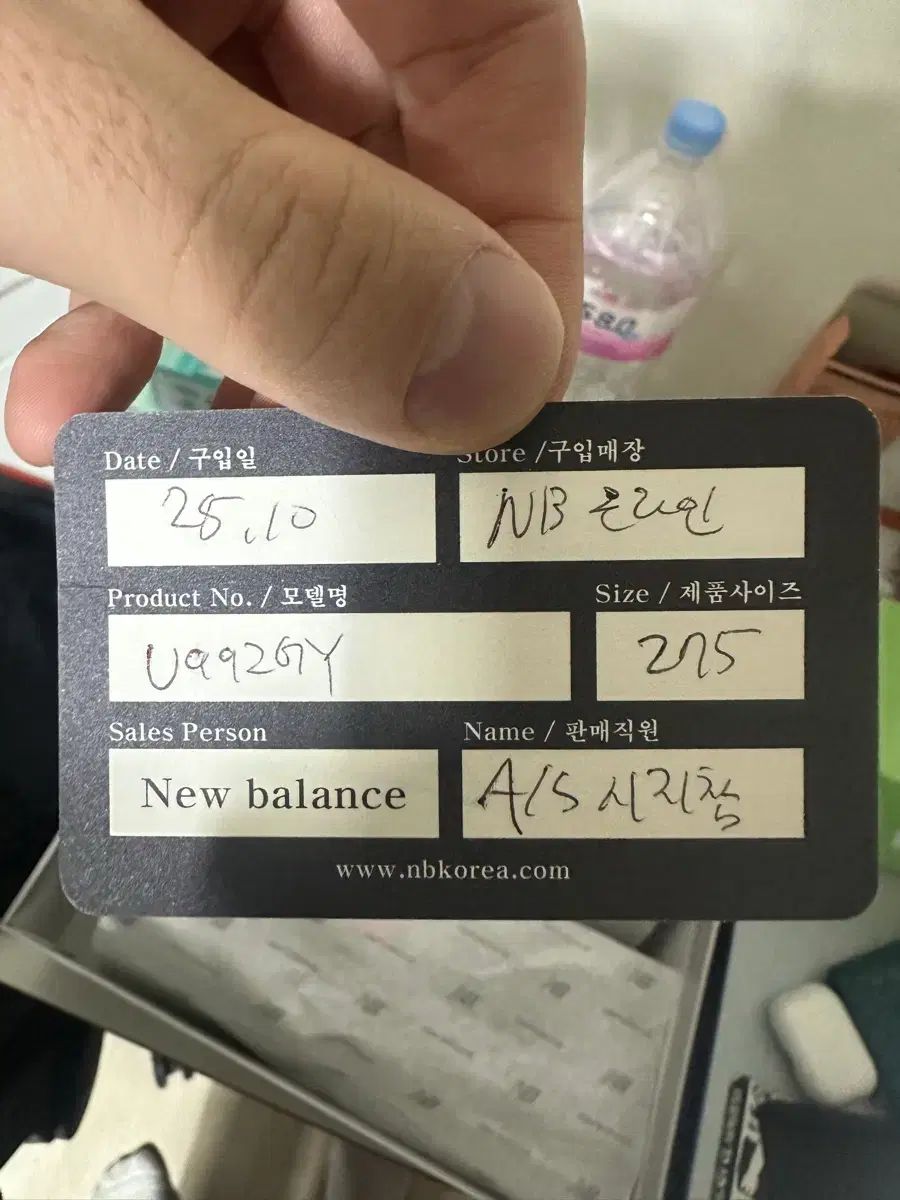 Date / 구입일
Store /구입매장
25.10
NB 온라인
Product No. / 모델명
Size / 제품사이즈
U992GY
275
Sales Person
Name / 판매직원
New balance
A/S 시지참
www.nbkorea.com